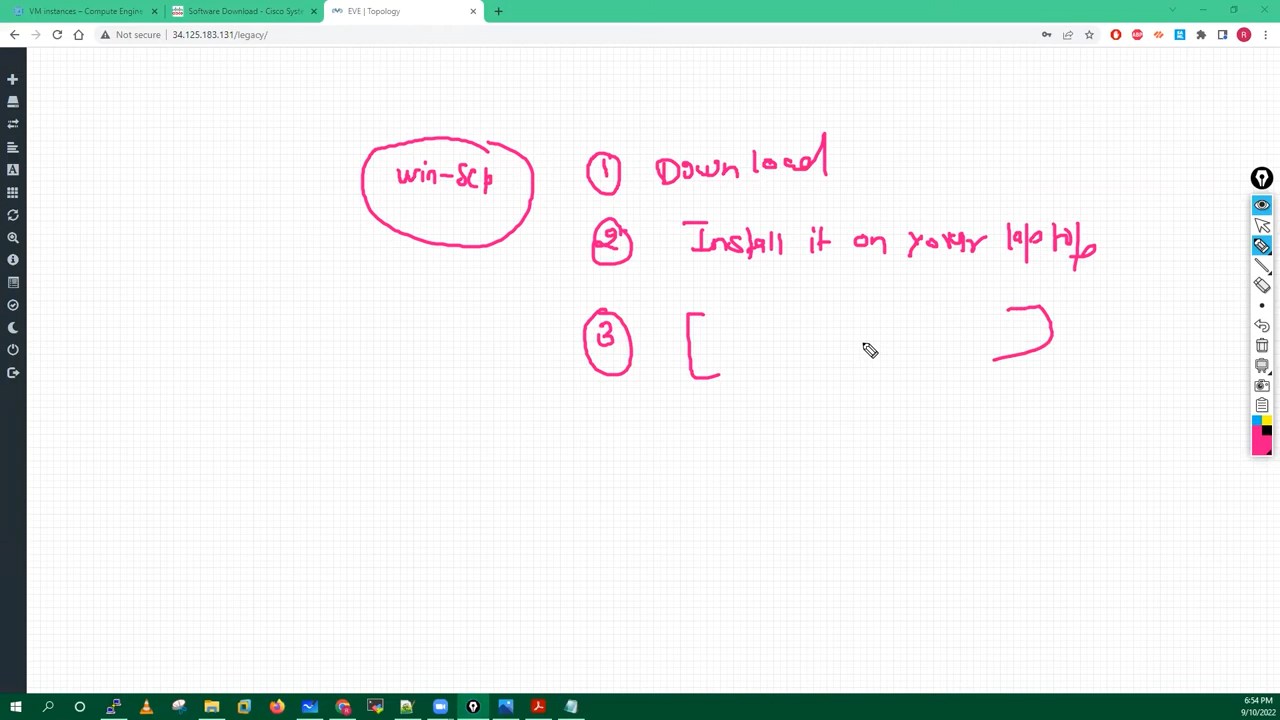 VM instances – Compute Engine
Software Download - Cisco Syste
EVE | Topology
Not secure
34.125.183.131/legacy/
R
win-scp
1 Download
2 Install it on your laptop
3
6:54 PM
9/10/2022